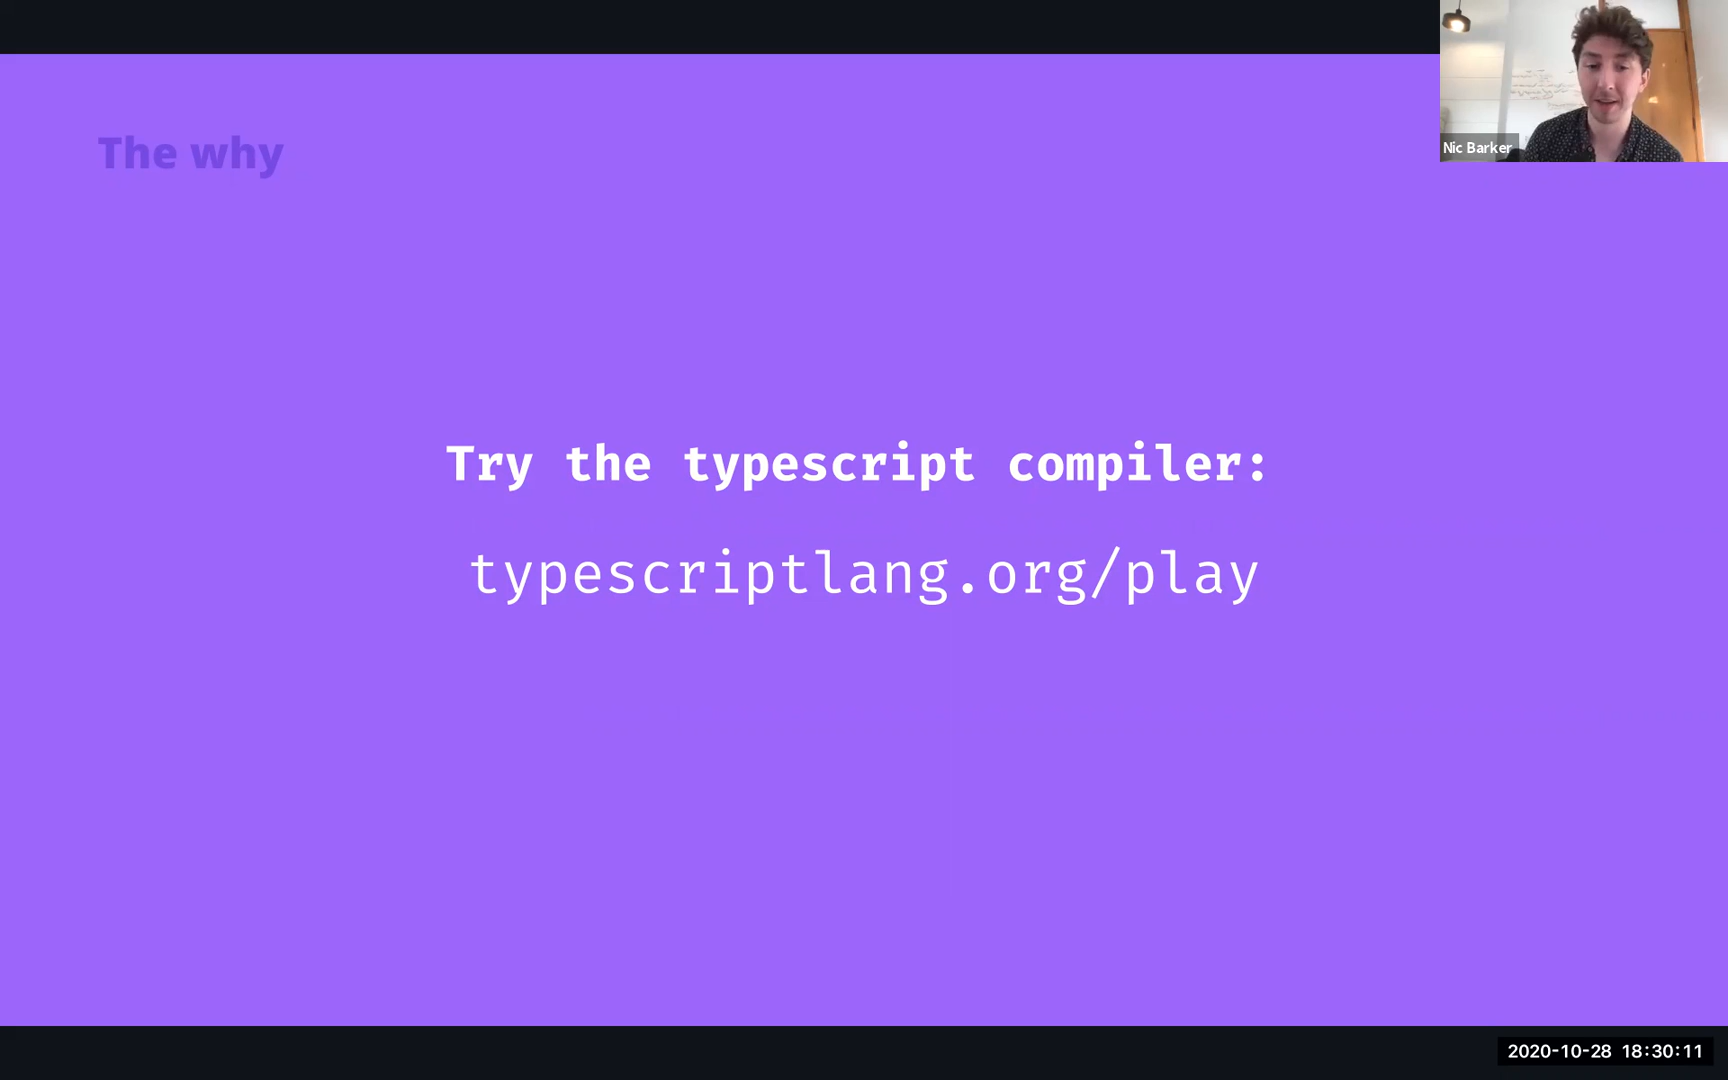 The why
Nic Barker
Try the typescript compiler:
typescriptlang.org/play
2020-10-28 18:30:11